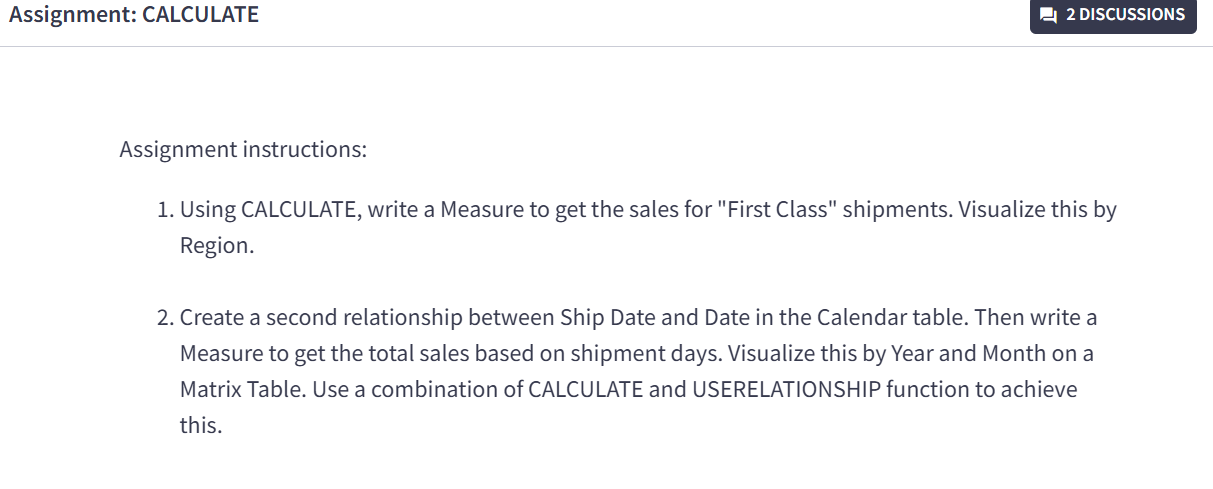 Assignment: CALCULATE
2 DISCUSSIONS
Assignment instructions:
1. Using CALCULATE, write a Measure to get the sales for "First Class" shipments. Visualize this by
Region.
2. Create a second relationship between Ship Date and Date in the Calendar table. Then write a
Measure to get the total sales based on shipment days. Visualize this by Year and Month on a
Matrix Table. Use a combination of CALCULATE and USERELATIONSHIP function to achieve
this.